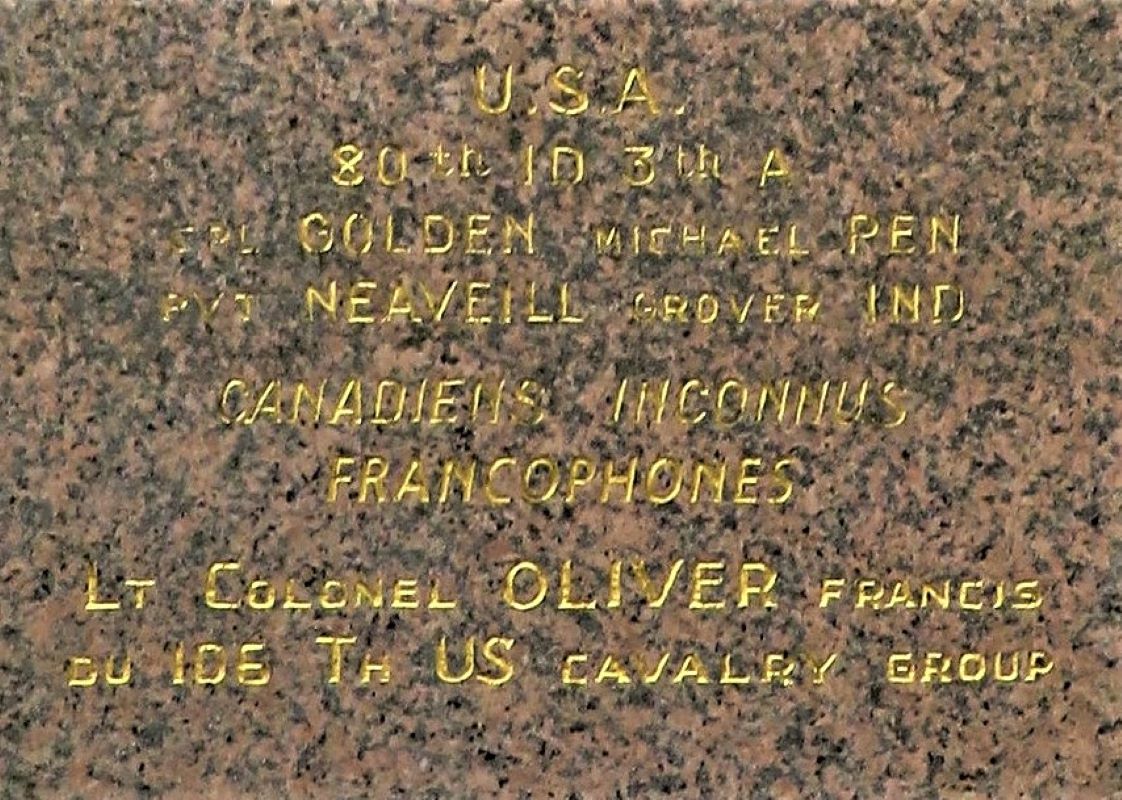 U.S.A.
80th ID 3th A
CPL GOLDEN MICHAEL PEN
PVT NEAVEILL GROVER IND
CANADIENS INCONNUS
FRANCOPHONES
LT COLONEL OLIVER FRANCIS
DU 106 TH US CAVALRY GROUP